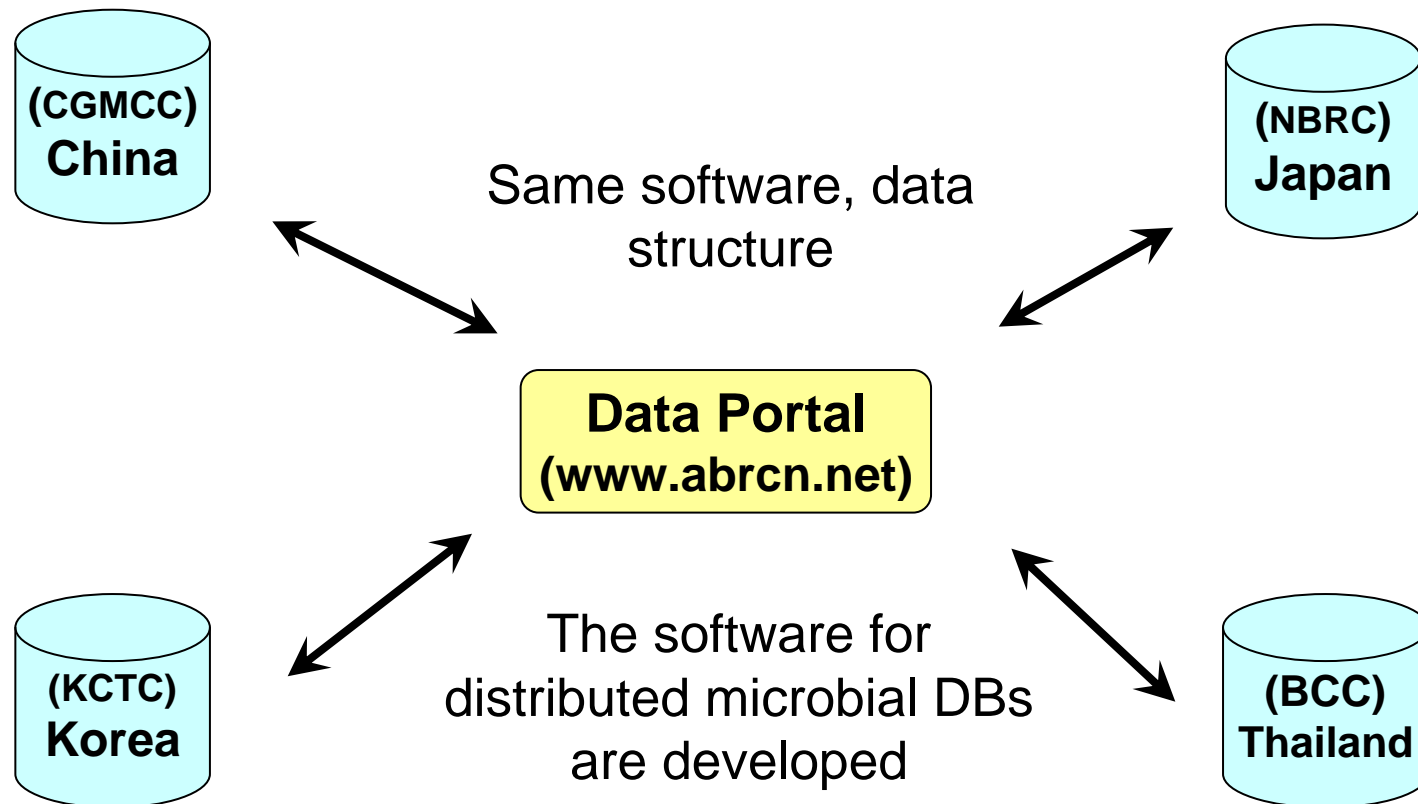 (CGMCC)
China
(NBRC)
Japan
Same software, data
structure
Data Portal
(www.abrcn.net)
(KCTC)
Korea
The software for
distributed microbial DBs
are developed
(BCC)
Thailand